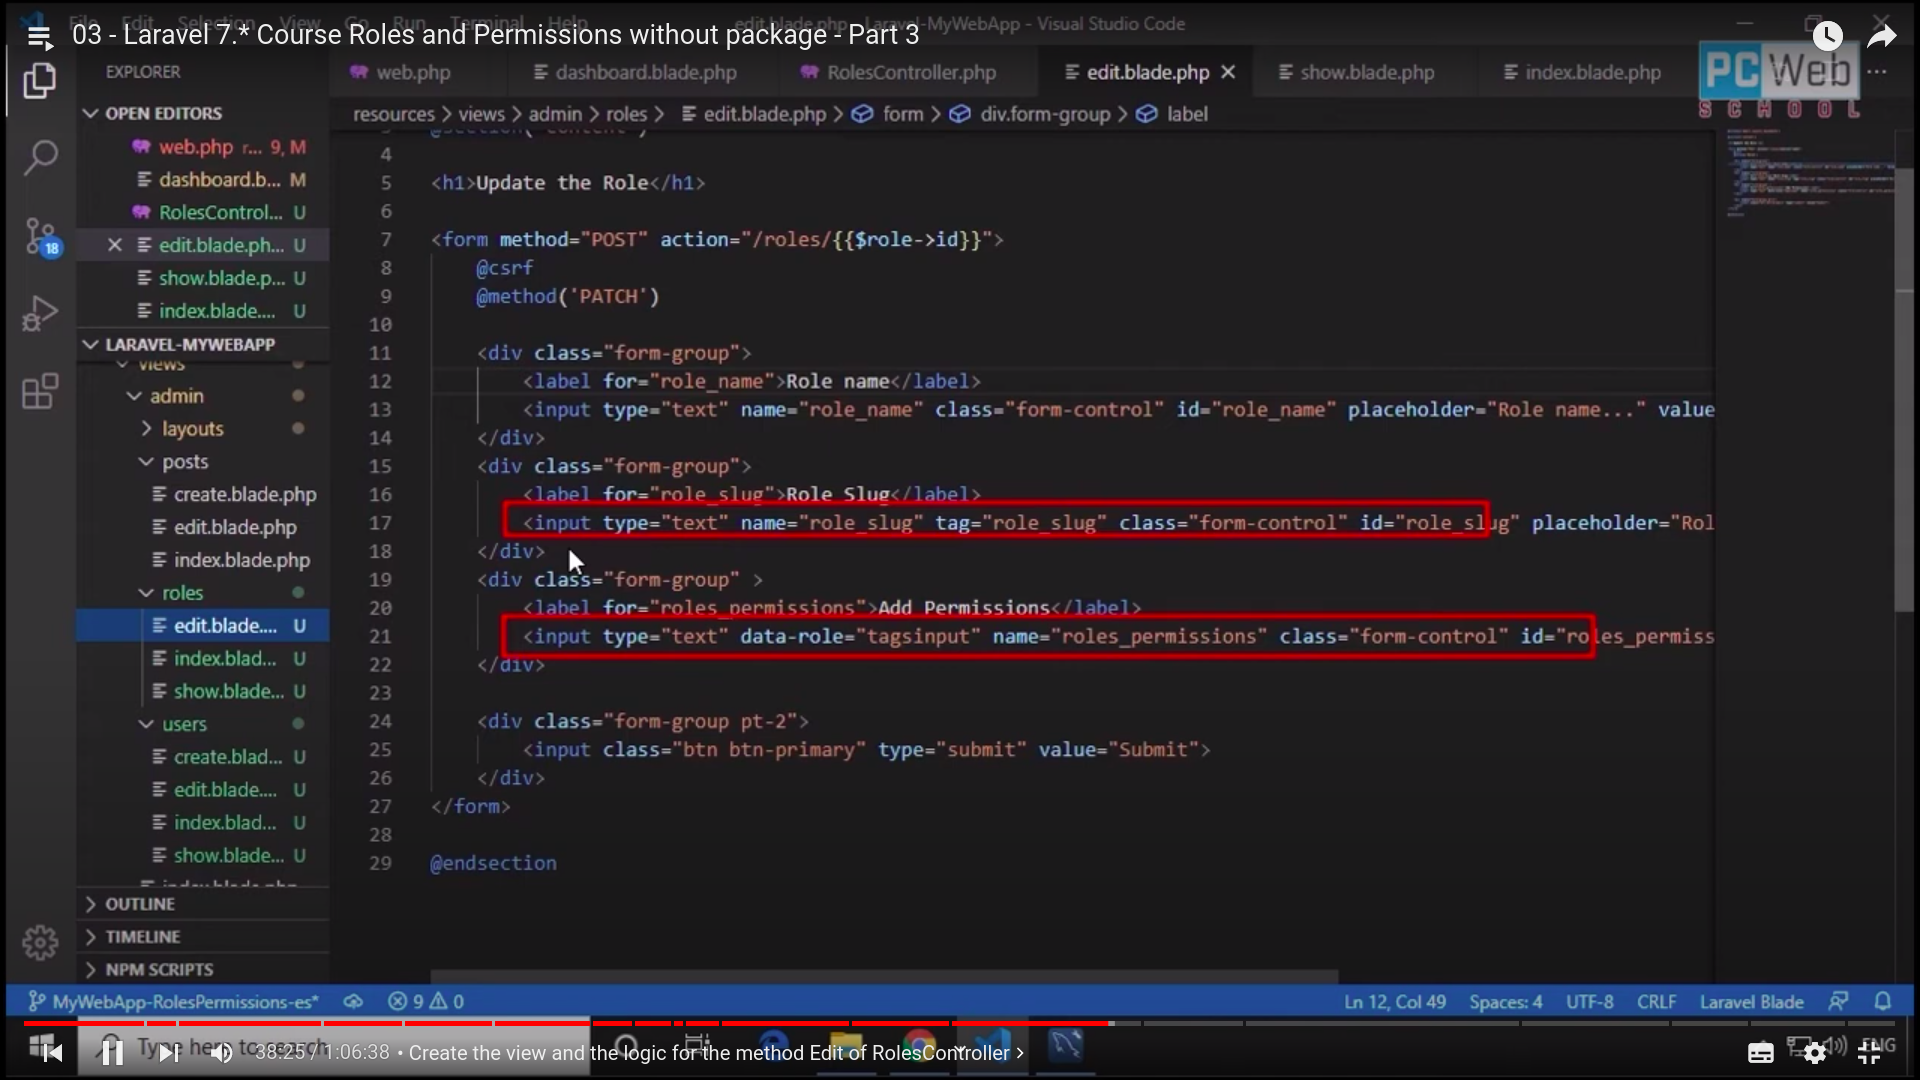 File Edit Selection View Go Run Terminal Help edit.blade.php - Laravel-MyWebApp - Visual Studio Code
03 - Laravel 7.* Course Roles and Permissions without package - Part 3
EXPLORER
web.php
dashboard.blade.php
RolesController.php
edit.blade.php
show.blade.php
index.blade.php
PC Web
SCHOOL
resources > views > admin > roles > edit.blade.php > form > div.form-group > label
OPEN EDITORS
web.php r... 9, M
dashboard.b... M
RolesControl... U
edit.blade.ph... U
show.blade.p... U
index.blade.... U
18
LARAVEL-MYWEBAPP
views
admin
layouts
posts
create.blade.php
edit.blade.php
index.blade.php
roles
edit.blade.... U
index.blad... U
show.blade... U
users
create.blad... U
edit.blade.... U
index.blad... U
show.blade... U
index.blade.php
OUTLINE
TIMELINE
NPM SCRIPTS
3 @section('content')
4
5 <h1>Update the Role</h1>
6
7 <form method="POST" action="/roles/{{$role->id}}">
8 @csrf
9 @method('PATCH')
10
11 <div class="form-group">
12 <label for="role_name">Role name</label>
13 <input type="text" name="role_name" class="form-control" id="role_name" placeholder="Role name..." value
14 </div>
15 <div class="form-group">
16 <label for="role_slug">Role Slug</label>
17 <input type="text" name="role_slug" tag="role_slug" class="form-control" id="role_slug" placeholder="Rol
18 </div>
19 <div class="form-group" >
20 <label for="roles_permissions">Add Permissions</label>
21 <input type="text" data-role="tagsinput" name="roles_permissions" class="form-control" id="roles_permiss
22 </div>
23
24 <div class="form-group pt-2">
25 <input class="btn btn-primary" type="submit" value="Submit">
26 </div>
27 </form>
28
29 @endsection
MyWebApp-RolesPermissions-es* 9 0
Ln 12, Col 49 Spaces: 4 UTF-8 CRLF Laravel Blade
Type here to search
38:25 / 1:06:38 • Create the view and the logic for the method Edit of RolesController >
ENG